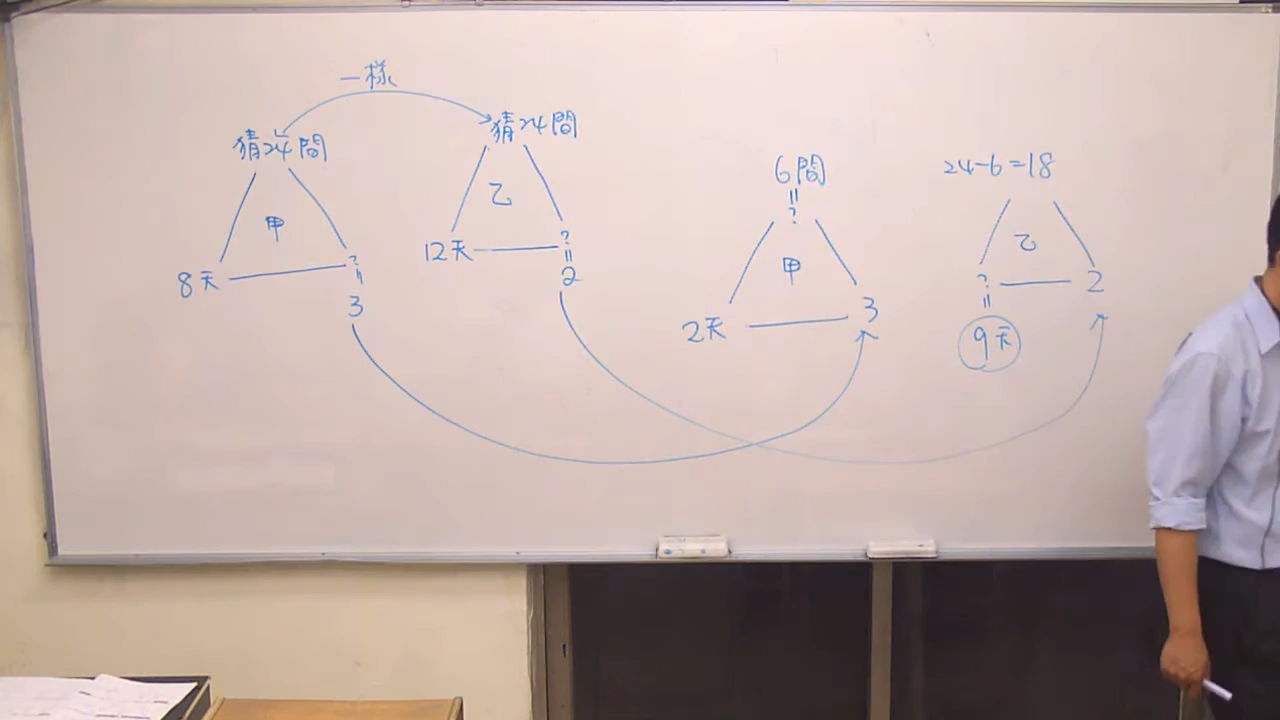 一樣
猜24間
甲
8天
?
=
3
猜24間
乙
12天
?
=
2
6間
=
?
甲
2天
3
24-6=18
乙
?
2
=
9天